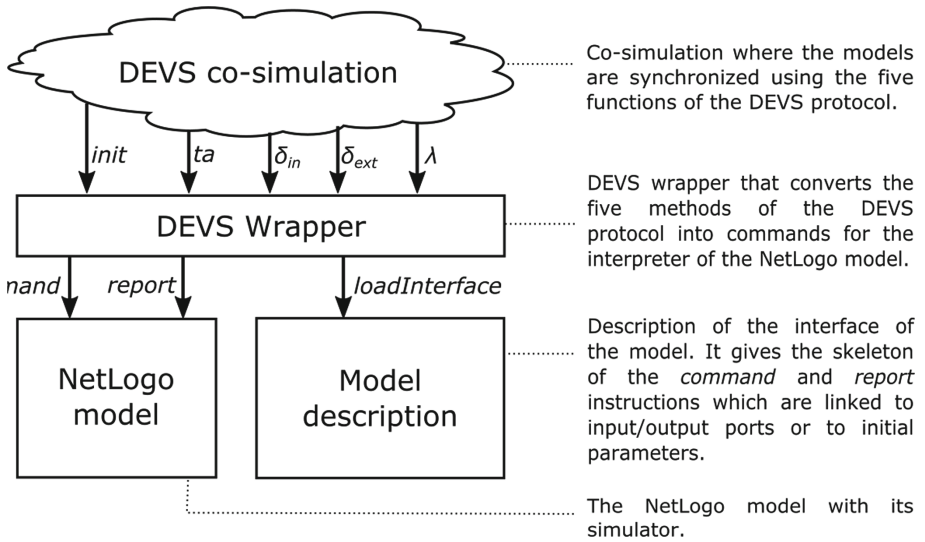 DEVS co-simulation
Co-simulation where the models
are synchronized using the five
functions of the DEVS protocol.
init
ta
δin
δext
λ
DEVS Wrapper
DEVS wrapper that converts the
five methods of the DEVS
protocol into commands for the
interpreter of the NetLogo model.
report
loadInterface
NetLogo
model
Model
description
Description of the interface of
the model. It gives the skeleton
of the command and report
instructions which are linked to
input/output ports or to initial
parameters.
The NetLogo model with its
simulator.